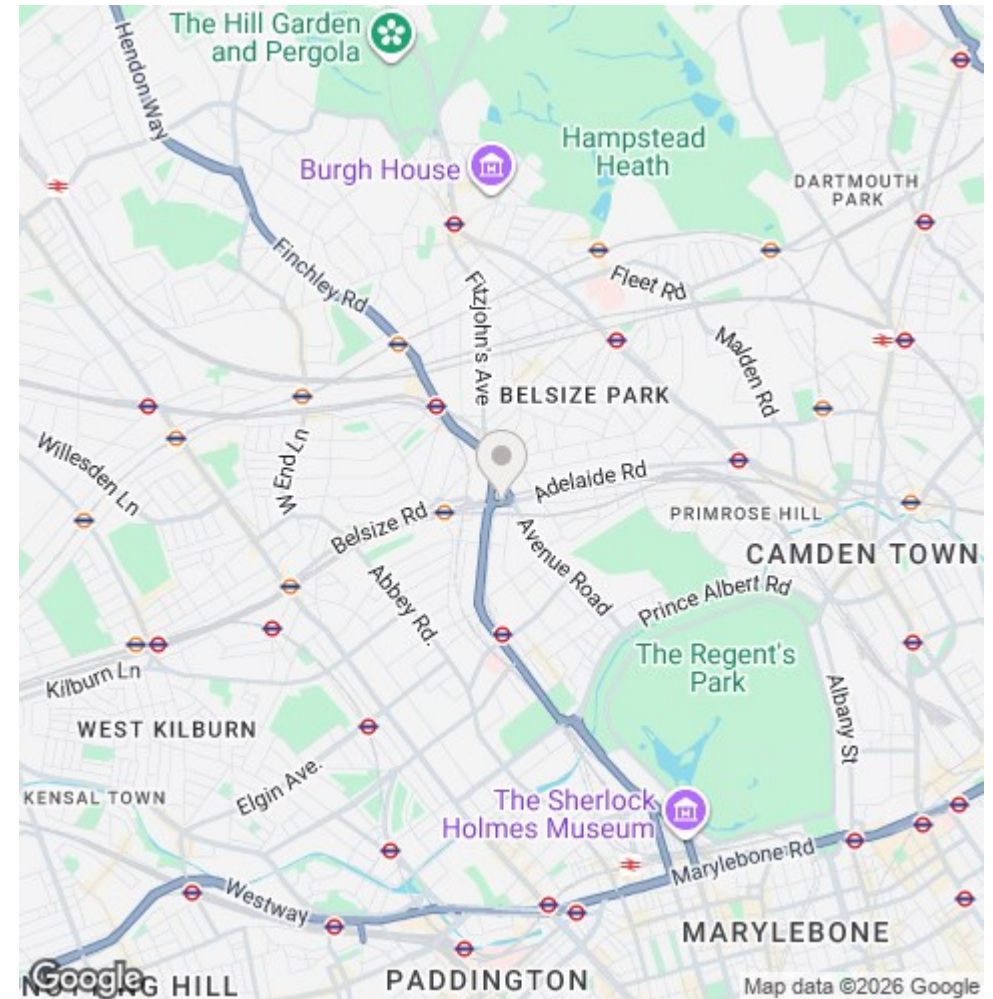 The Hill Garden
and Pergola
Hendon Way
Hampstead
Heath
Burgh House
DARTMOUTH
PARK
Finchley Rd
Fitzjohn's Ave
Fleet Rd
Malden Rd
BELSIZE PARK
Willesden Ln
W End Ln
Adelaide Rd
Belsize Rd
PRIMROSE HILL
Avenue Road
CAMDEN TOWN
Abbey Rd.
Prince Albert Rd
The Regent's
Park
Kilburn Ln
Albany St
WEST KILBURN
Elgin Ave.
KENSAL TOWN
The Sherlock
Holmes Museum
Marylebone Rd
Westway
MARYLEBONE
PADDINGTON
Google
HILL
Map data ©2026 Google